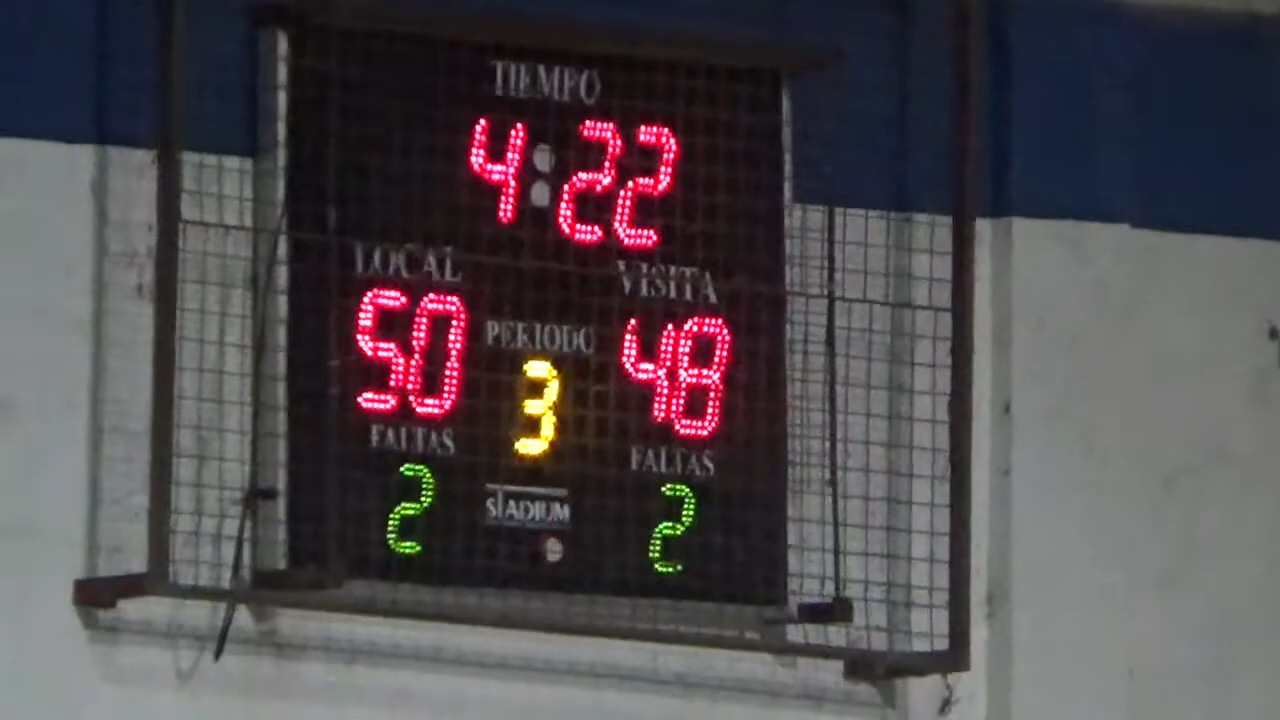 TIEMPO
4:22
LOCAL
VISITA
50
PERIODO
48
3
FALTAS
FALTAS
2
STADIUM
2